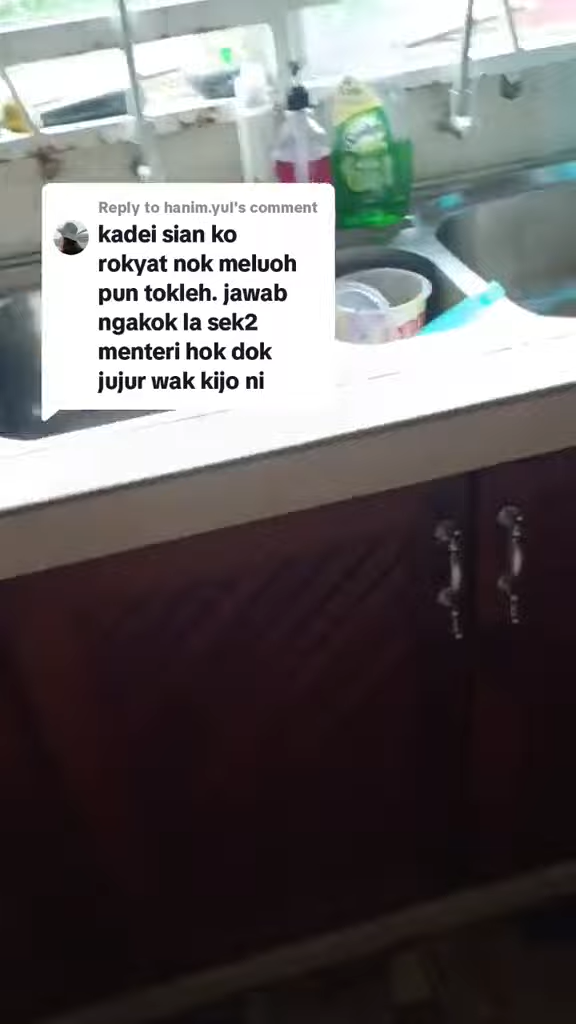 Reply to hanim.yul's comment
kadei sian ko
rokyat nok meluoh
pun tokleh. jawab
ngakok la sek2
menteri hok dok
jujur wak kijo ni